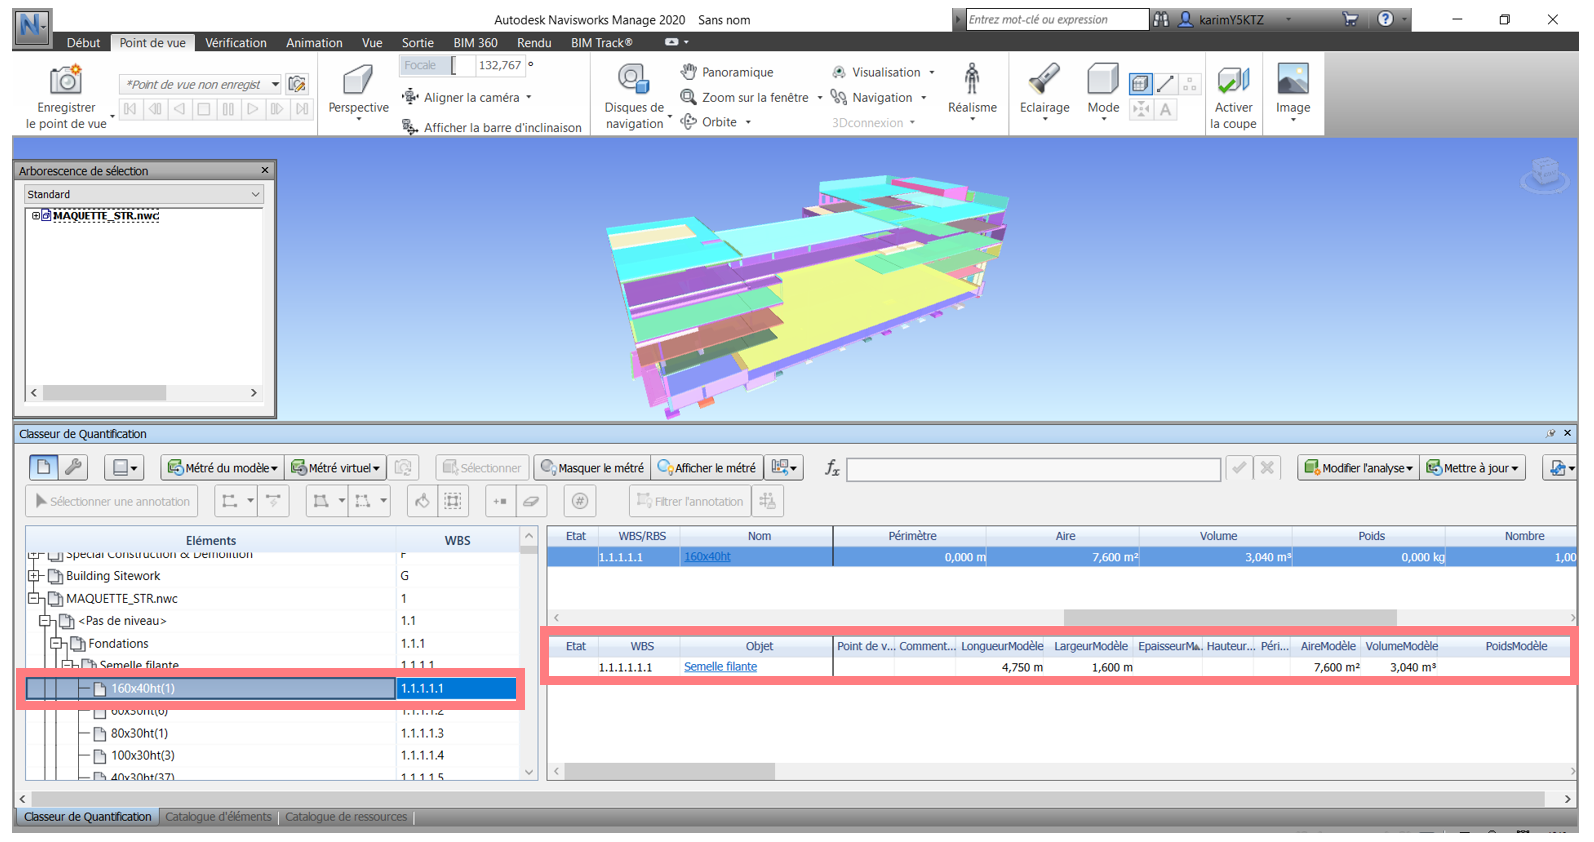 Autodesk Navisworks Manage 2020 Sans nom
Entrez mot-clé ou expression
karimY5KTZ
Début Point de vue Vérification Animation Vue Sortie BIM 360 Rendu BIM Track®
*Point de vue non enregist
Enregistrer
le point de vue
Perspective
Focale 132,767 °
Aligner la caméra
Afficher la barre d'inclinaison
Disques de
navigation
Panoramique
Zoom sur la fenêtre
Orbite
Visualisation
Navigation
3Dconnexion
Réalisme
Eclairage
Mode
A
Activer
la coupe
Image
Arborescence de sélection
Standard
MAQUETTE_STR.nwc
Classeur de Quantification
Métré du modèle Métré virtuel Sélectionner Masquer le métré Afficher le métré fx Modifier l'analyse Mettre à jour
Sélectionner une annotation Filtrer l'annotation
Eléments WBS
Special Construction & Demolition F
Building Sitework G
MAQUETTE_STR.nwc 1
<Pas de niveau> 1.1
Fondations 1.1.1
Semelle filante 1.1.1.1
160x40ht(1) 1.1.1.1.1
60x30ht(6) 1.1.1.1.2
80x30ht(1) 1.1.1.1.3
100x30ht(3) 1.1.1.1.4
40x30ht(37) 1.1.1.1.5
Etat WBS/RBS Nom Périmètre Aire Volume Poids Nombre
1.1.1.1.1 160x40ht 0,000 m 7,600 m² 3,040 m³ 0,000 kg 1,00
Etat WBS Objet Point de v... Comment... LongueurModèle LargeurModèle EpaisseurM... Hauteur... Péri... AireModèle VolumeModèle PoidsModèle
1.1.1.1.1.1 Semelle filante 4,750 m 1,600 m 7,600 m² 3,040 m³
Classeur de Quantification Catalogue d'éléments Catalogue de ressources